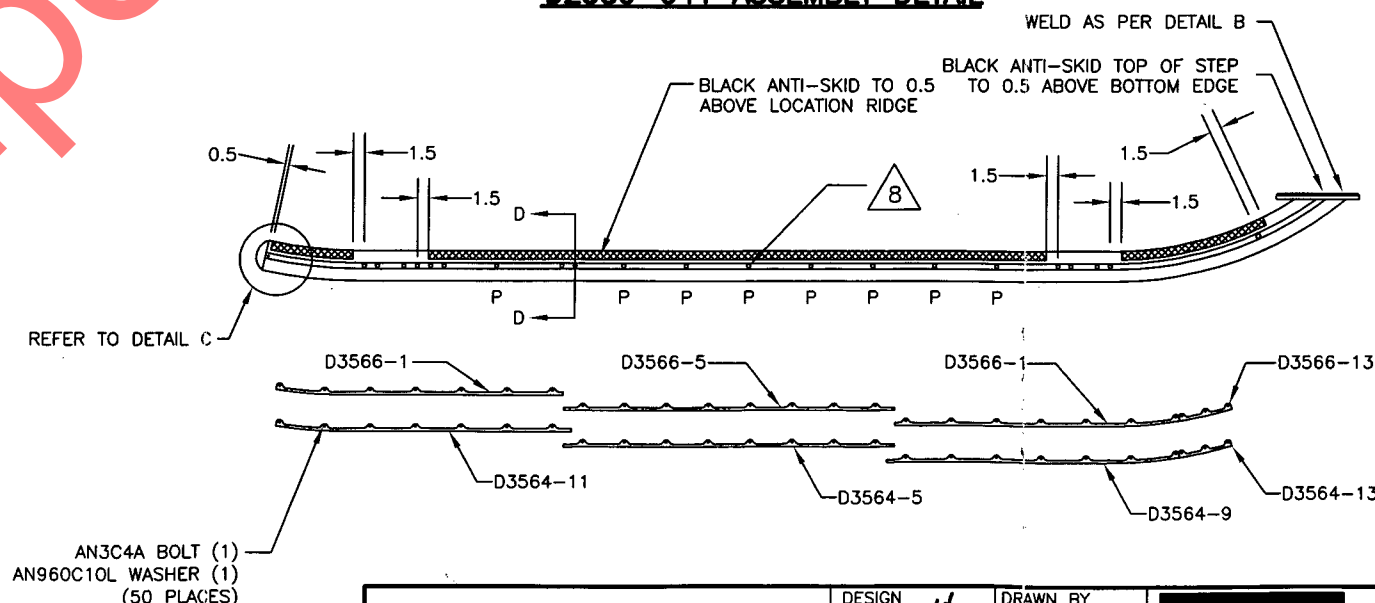 WELD AS PER DETAIL B
BLACK ANTI-SKID TOP OF STEP
TO 0.5 ABOVE BOTTOM EDGE
BLACK ANTI-SKID TO 0.5
ABOVE LOCATION RIDGE
0.5
1.5
1.5
1.5
1.5
1.5
8
D
D
P P P P P P P P
REFER TO DETAIL C
D3566-1
D3566-5
D3566-1
D3566-13
D3564-11
D3564-5
D3564-9
D3564-13
AN3C4A BOLT (1)
AN960C10L WASHER (1)
(50 PLACES)
DESIGN
DRAWN BY